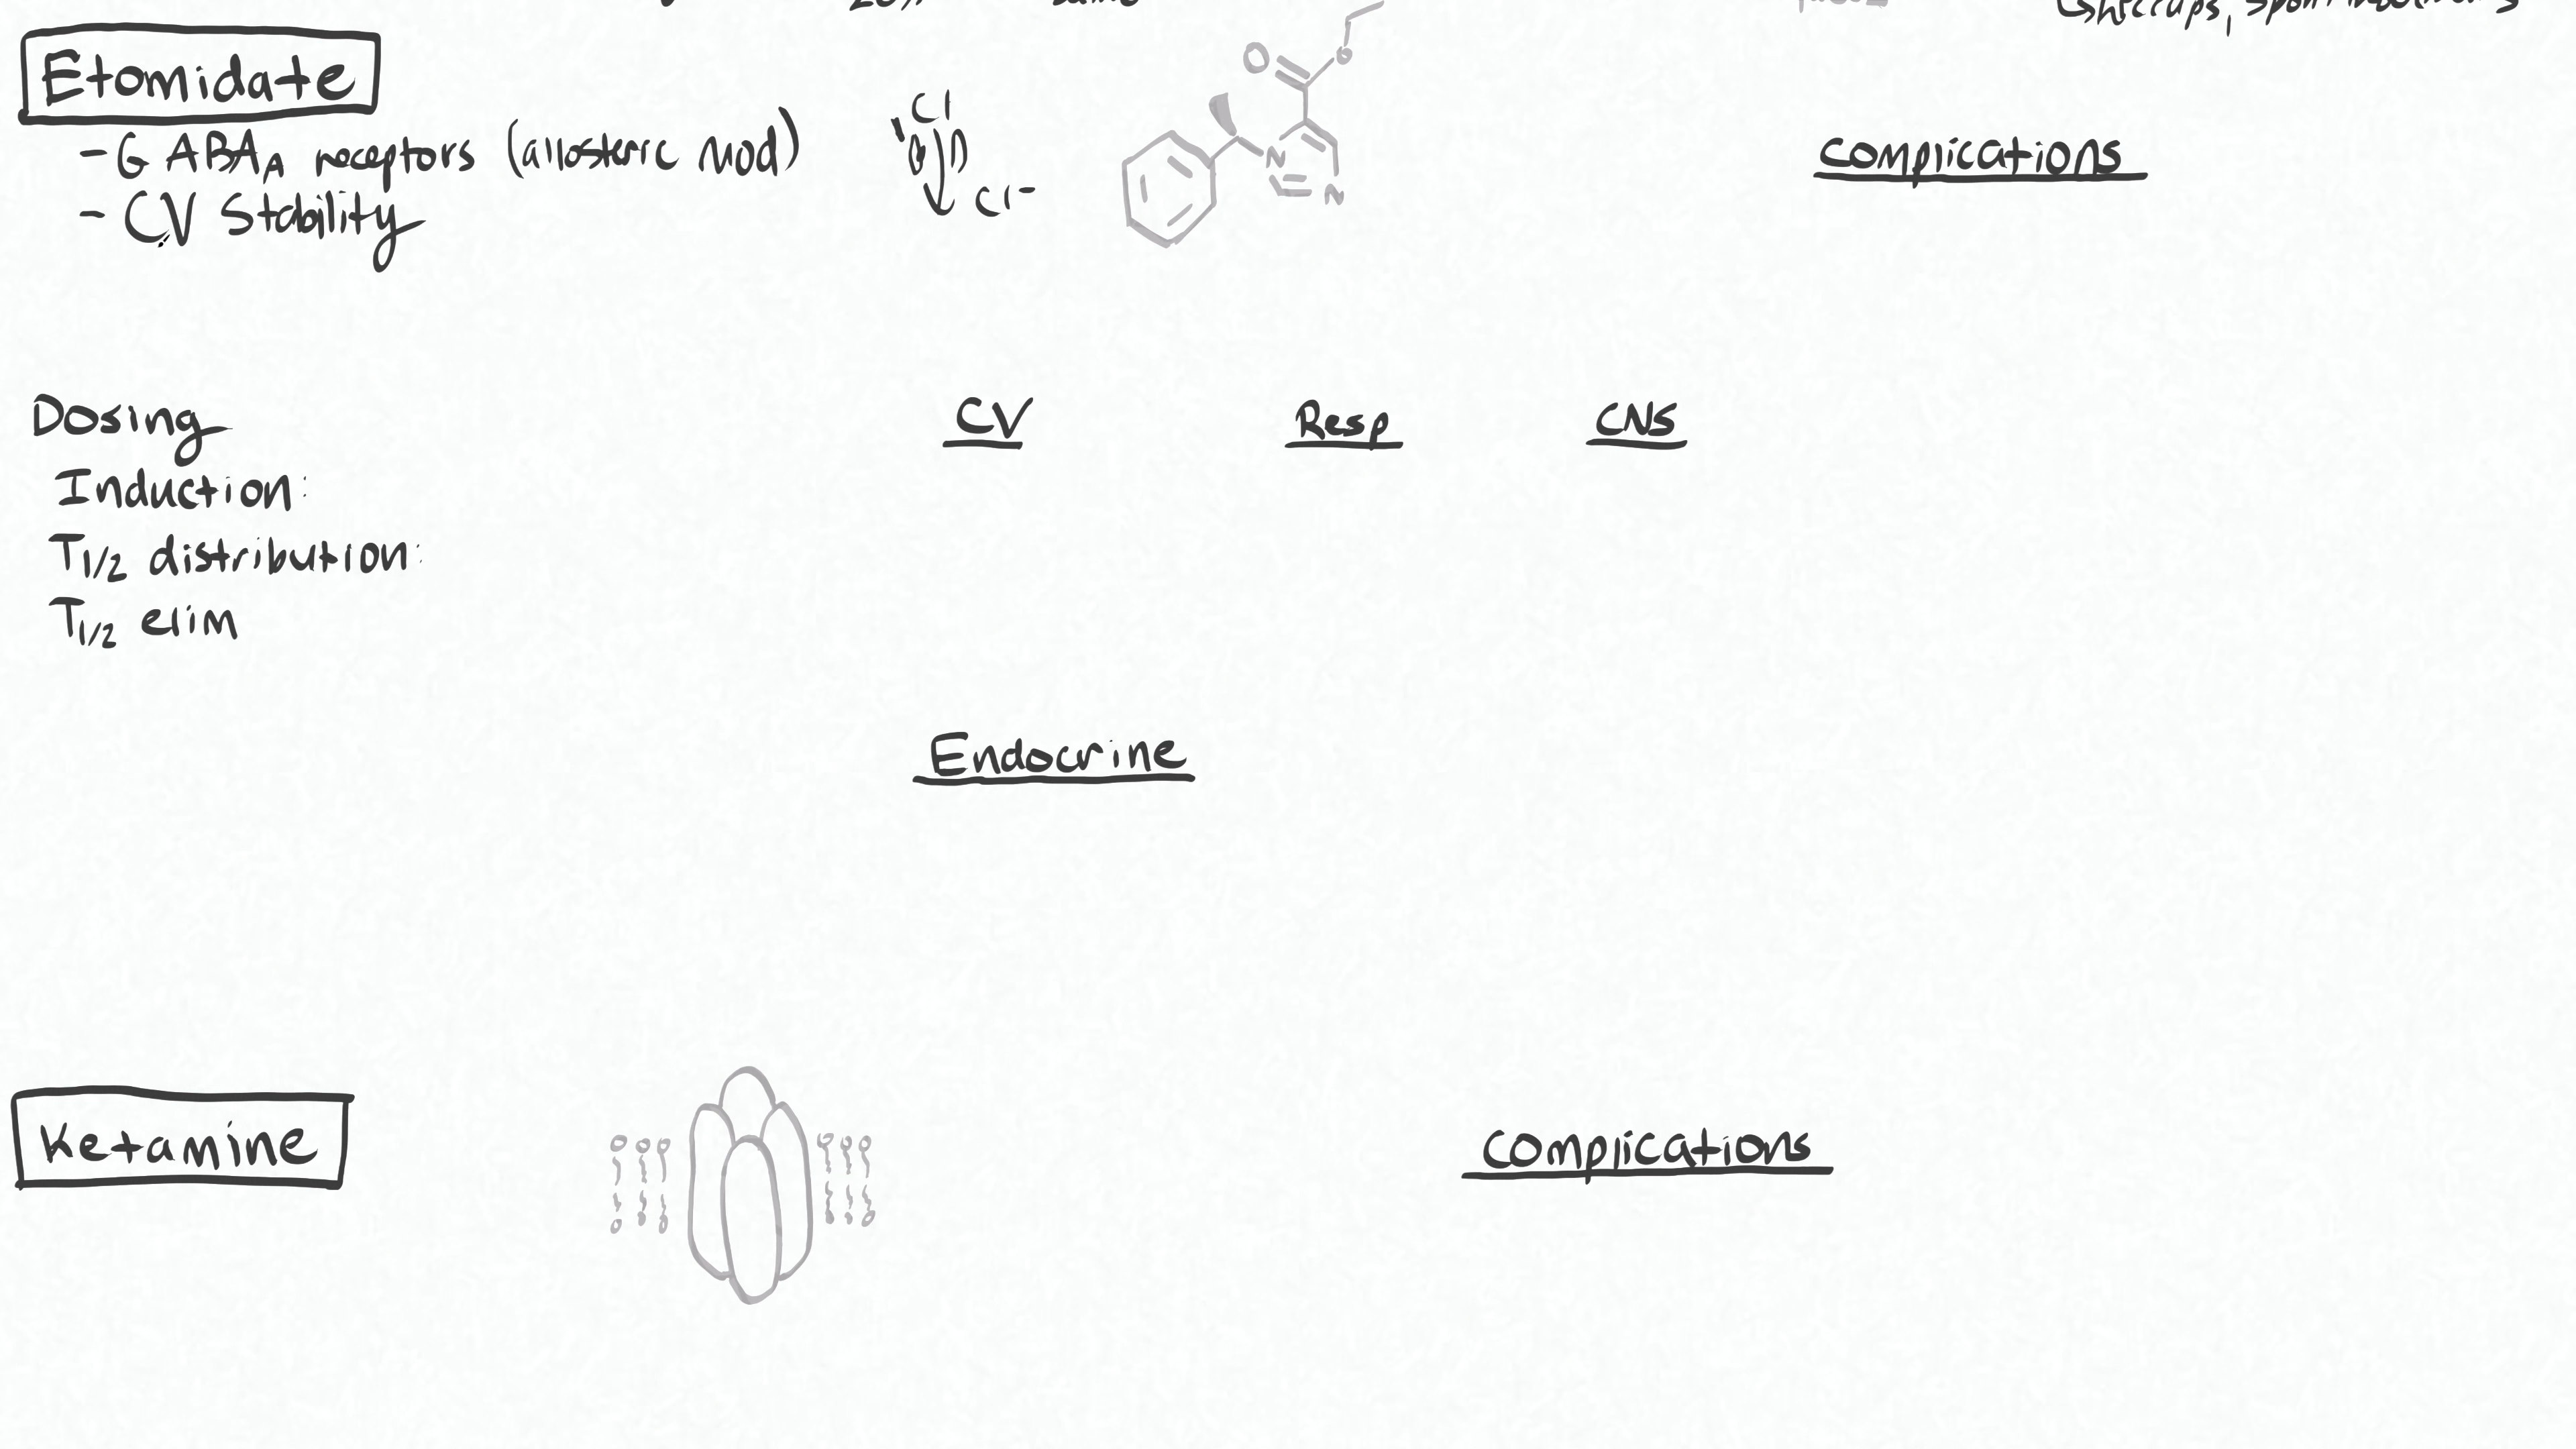 Etomidate
- GABA_A receptors (allosteric mod)
- CV Stability
Cl
Cl-
O
O
N
N
Complications
Dosing
Induction:
T1/2 distribution:
T1/2 elim
CV
Resp
CNS
Endocrine
Ketamine
Complications